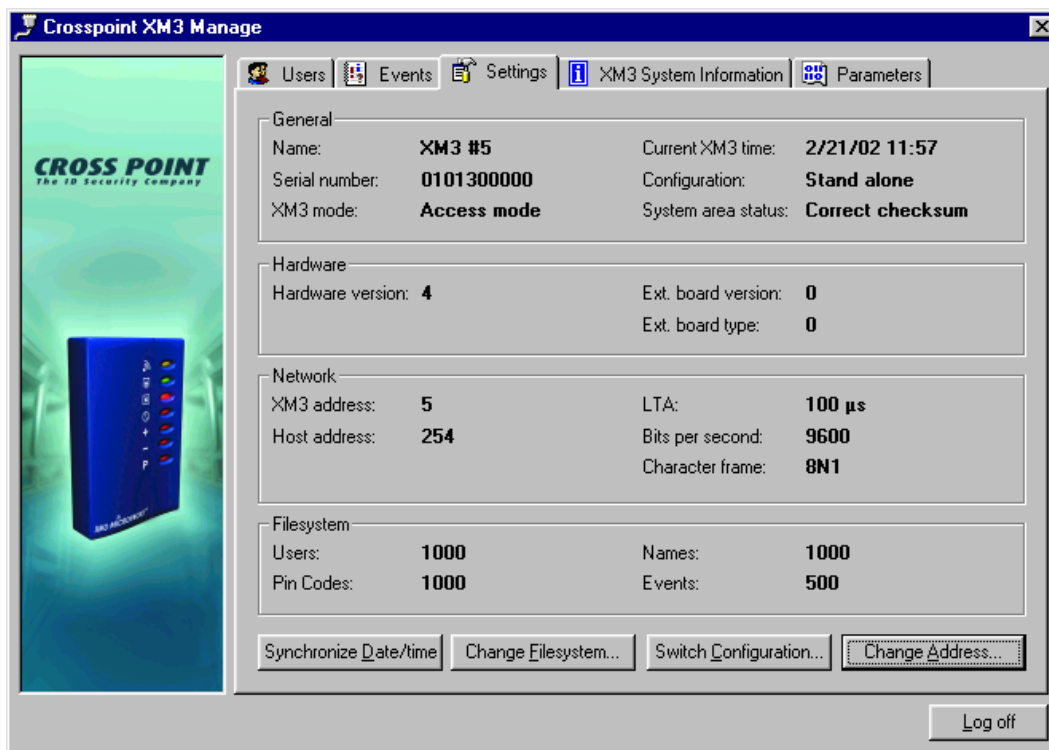 Crosspoint XM3 Manage
Users Events Settings XM3 System Information Parameters
CROSS POINT
The ID Security Company
General
Name: XM3 #5 Current XM3 time: 2/21/02 11:57
Serial number: 0101300000 Configuration: Stand alone
XM3 mode: Access mode System area status: Correct checksum
Hardware
Hardware version: 4 Ext. board version: 0
Ext. board type: 0
Network
XM3 address: 5 LTA: 100 µs
Host address: 254 Bits per second: 9600
Character frame: 8N1
Filesystem
Users: 1000 Names: 1000
Pin Codes: 1000 Events: 500
Synchronize Date/time Change Filesystem... Switch Configuration... Change Address...
Log off